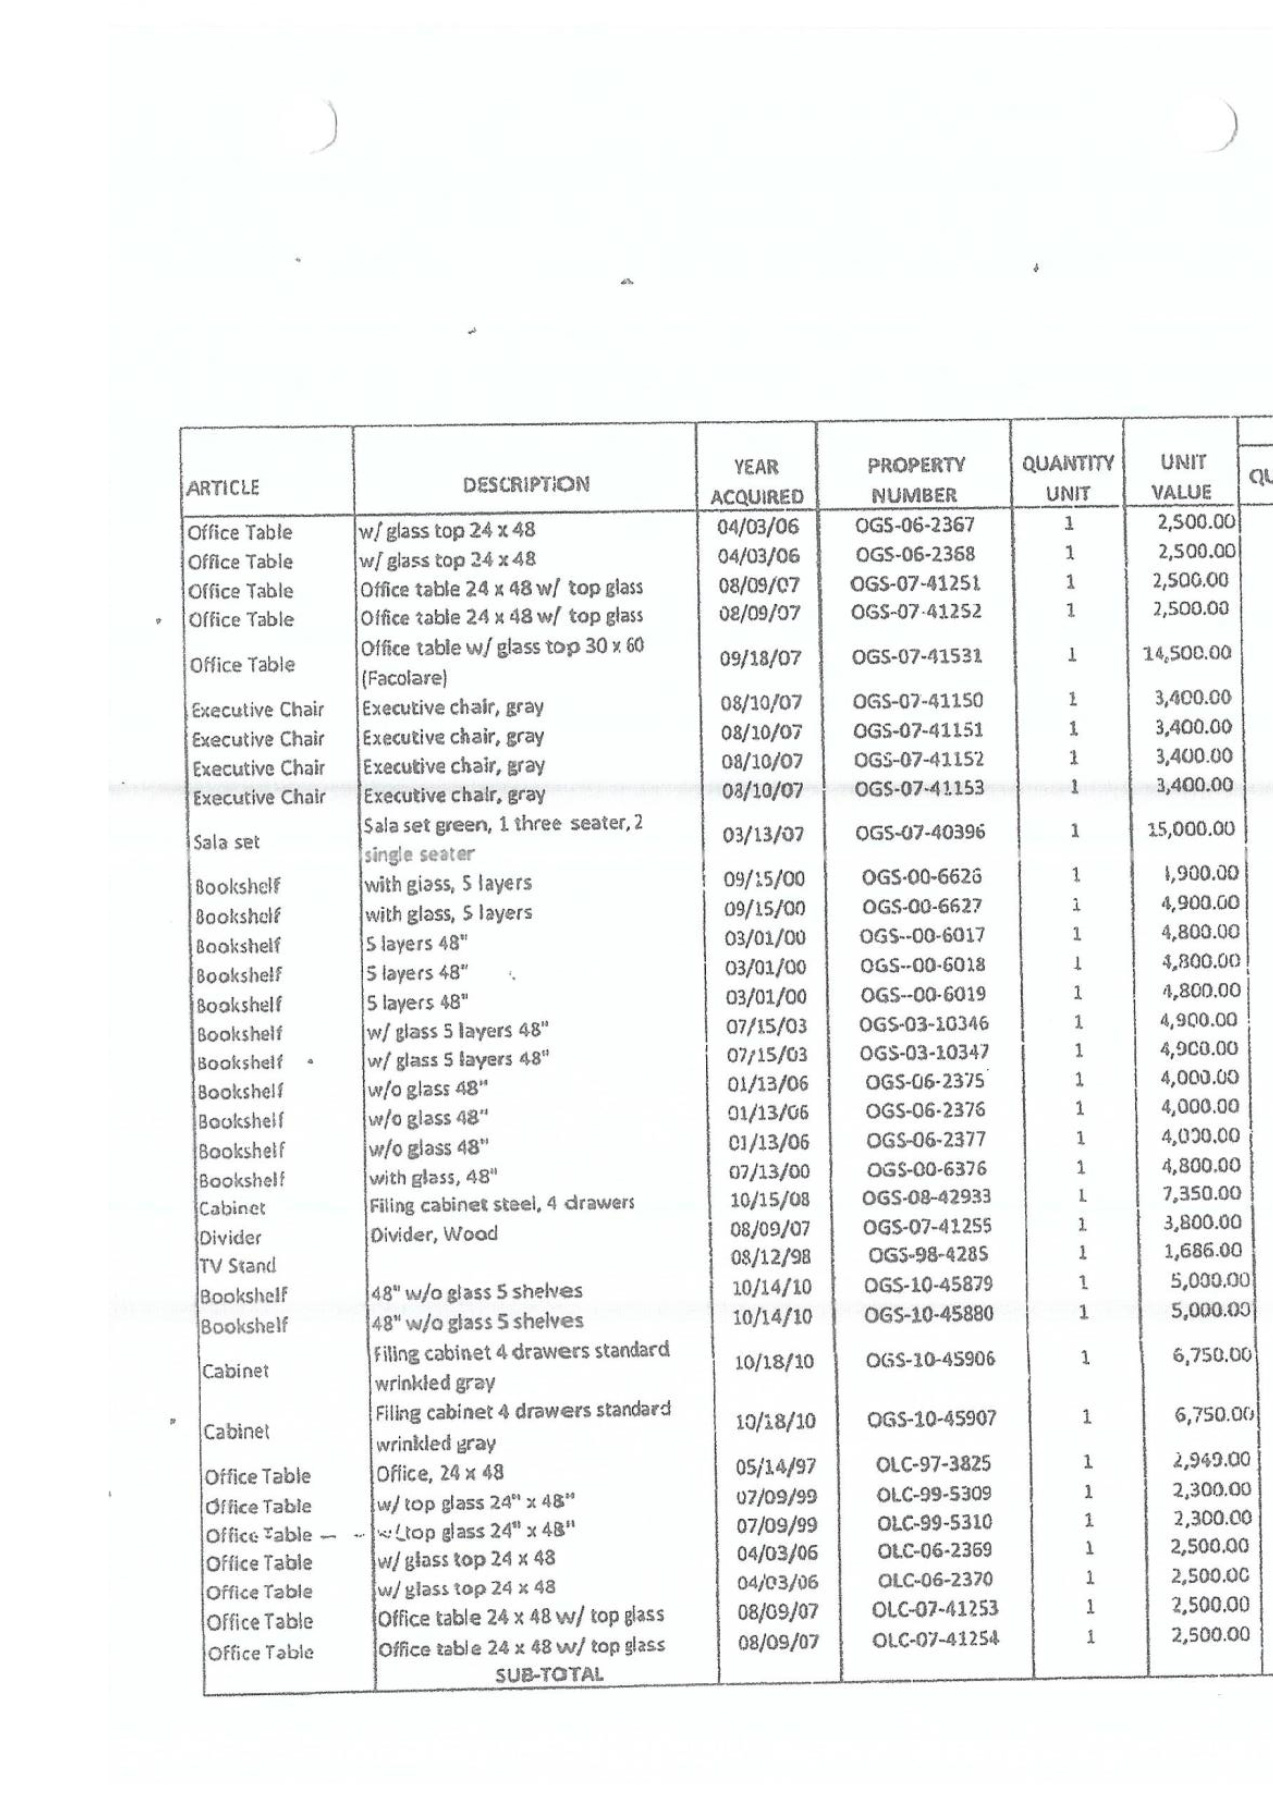 ARTICLE DESCRIPTION YEAR ACQUIRED PROPERTY NUMBER QUANTITY UNIT UNIT VALUE QU
Office Table w/ glass top 24 x 48 04/03/06 OGS-06-2367 1 2,500.00
Office Table w/ glass top 24 x 48 04/03/06 OGS-06-2368 1 2,500.00
Office Table Office table 24 x 48 w/ top glass 08/09/07 OGS-07-41251 1 2,500.00
Office Table Office table 24 x 48 w/ top glass 08/09/07 OGS-07-41252 1 2,500.00
Office Table Office table w/ glass top 30 x 60 09/18/07 OGS-07-41531 1 14,500.00
(Facolare)
Executive Chair Executive chair, gray 08/10/07 OGS-07-41150 1 3,400.00
Executive Chair Executive chair, gray 08/10/07 OGS-07-41151 1 3,400.00
Executive Chair Executive chair, gray 08/10/07 OGS-07-41152 1 3,400.00
Executive Chair Executive chair, gray 08/10/07 OGS-07-41153 1 3,400.00
Sala set Sala set green, 1 three seater, 2 03/13/07 OGS-07-40396 1 15,000.00
single seater
Bookshelf with glass, 5 layers 09/15/00 OGS-00-6626 1 4,900.00
Bookshelf with glass, 5 layers 09/15/00 OGS-00-6627 1 4,900.00
Bookshelf 5 layers 48" 03/01/00 OGS--00-6017 1 4,800.00
Bookshelf 5 layers 48" 03/01/00 OGS--00-6018 1 4,800.00
Bookshelf 5 layers 48" 03/01/00 OGS--00-6019 1 4,800.00
Bookshelf w/ glass 5 layers 48" 07/15/03 OGS-03-10346 1 4,900.00
Bookshelf w/ glass 5 layers 48" 07/15/03 OGS-03-10347 1 4,900.00
Bookshelf w/o glass 48" 01/13/06 OGS-06-2375 1 4,000.00
Bookshelf w/o glass 48" 01/13/06 OGS-06-2376 1 4,000.00
Bookshelf w/o glass 48" 01/13/06 OGS-06-2377 1 4,000.00
Bookshelf with glass, 48" 07/13/00 OGS-00-6376 1 4,800.00
Cabinet Filing cabinet steel, 4 drawers 10/15/08 OGS-08-42933 1 7,350.00
Divider Divider, Wood 08/09/07 OGS-07-41255 1 3,800.00
TV Stand 08/12/98 OGS-98-4285 1 1,686.00
Bookshelf 48" w/o glass 5 shelves 10/14/10 OGS-10-45879 1 5,000.00
Bookshelf 48" w/o glass 5 shelves 10/14/10 OGS-10-45880 1 5,000.00
Cabinet Filing cabinet 4 drawers standard 10/18/10 OGS-10-45906 1 6,750.00
wrinkled gray
Cabinet Filing cabinet 4 drawers standard 10/18/10 OGS-10-45907 1 6,750.00
wrinkled gray
Office Table Office, 24 x 48 05/14/97 OLC-97-3825 1 2,949.00
Office Table w/ top glass 24" x 48" 07/09/99 OLC-99-5309 1 2,300.00
Office Table w/ top glass 24" x 48" 07/09/99 OLC-99-5310 1 2,300.00
Office Table w/ glass top 24 x 48 04/03/06 OLC-06-2369 1 2,500.00
Office Table w/ glass top 24 x 48 04/03/06 OLC-06-2370 1 2,500.00
Office Table Office table 24 x 48 w/ top glass 08/09/07 OLC-07-41253 1 2,500.00
Office Table Office table 24 x 48 w/ top glass 08/09/07 OLC-07-41254 1 2,500.00
SUB-TOTAL